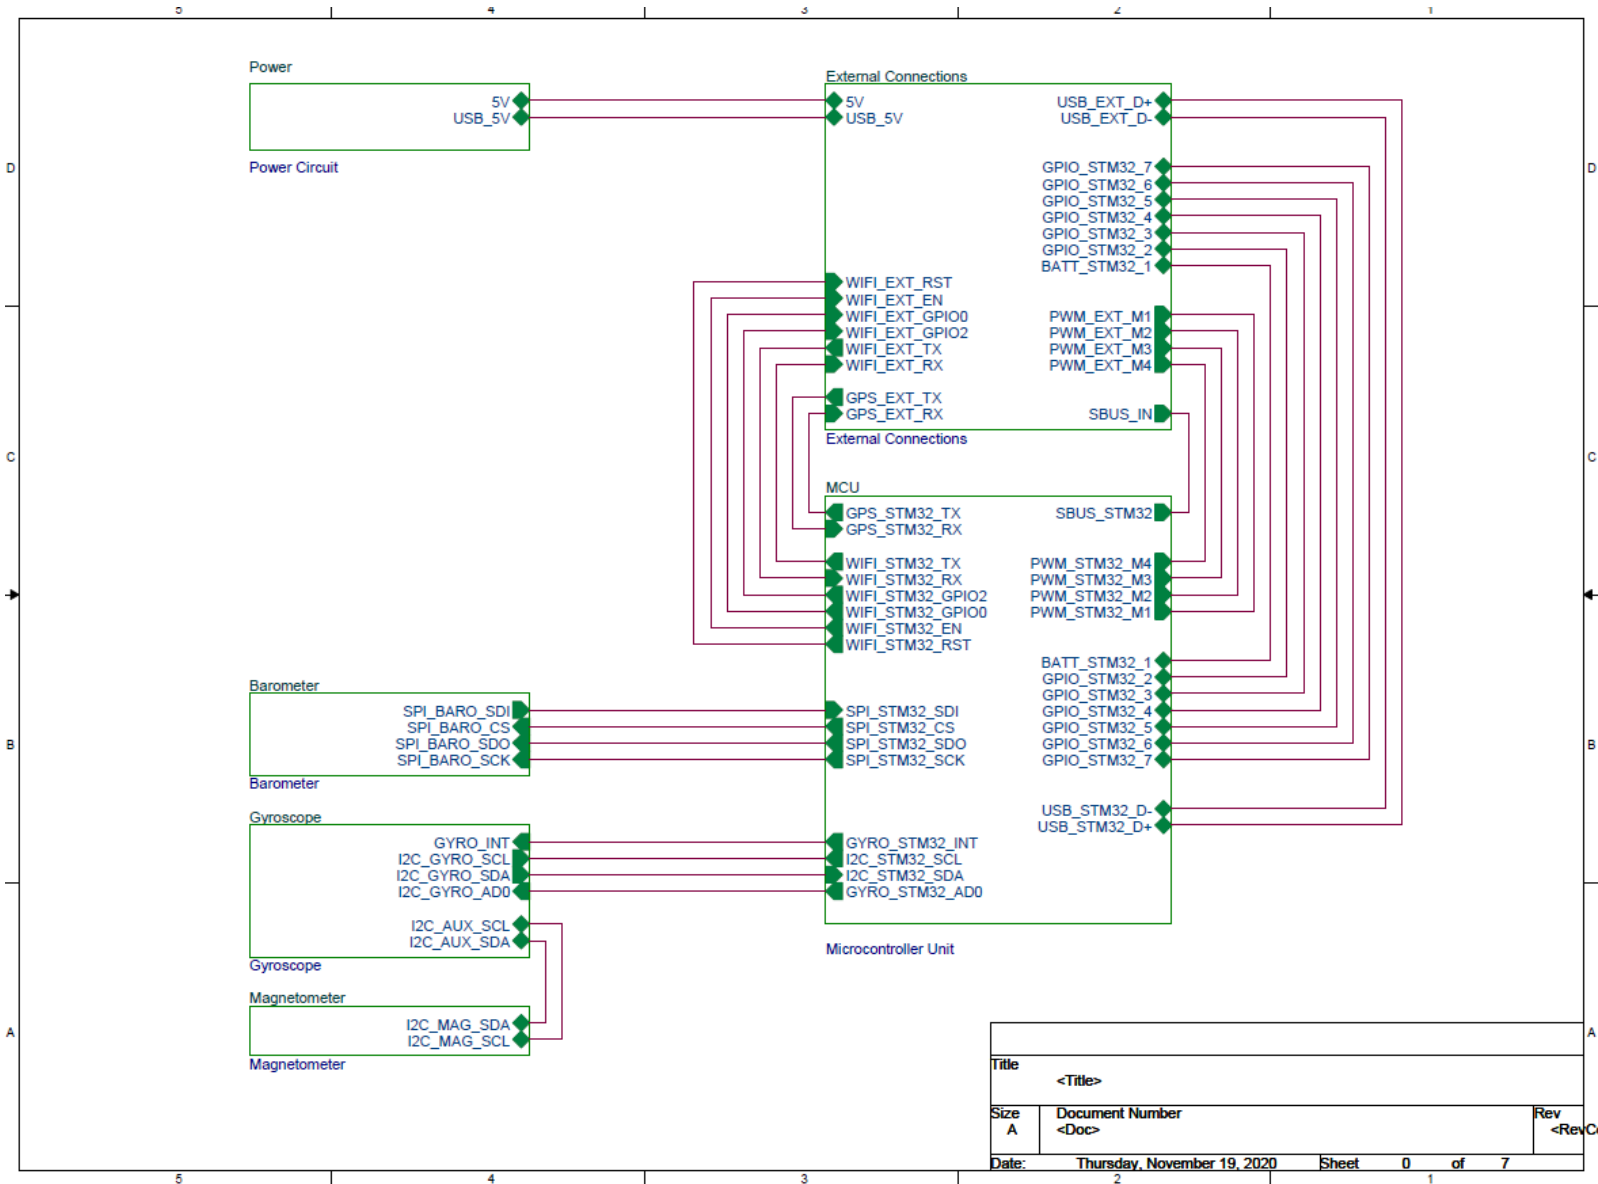 5 4 3 2 1
Power
5V
USB_5V
Power Circuit
External Connections
5V
USB_5V
USB_EXT_D+
USB_EXT_D-
GPIO_STM32_7
GPIO_STM32_6
GPIO_STM32_5
GPIO_STM32_4
GPIO_STM32_3
GPIO_STM32_2
BATT_STM32_1
WIFI_EXT_RST
WIFI_EXT_EN
WIFI_EXT_GPIO0
WIFI_EXT_GPIO2
WIFI_EXT_TX
WIFI_EXT_RX
PWM_EXT_M1
PWM_EXT_M2
PWM_EXT_M3
PWM_EXT_M4
GPS_EXT_TX
GPS_EXT_RX
SBUS_IN
External Connections
MCU
GPS_STM32_TX
GPS_STM32_RX
SBUS_STM32
WIFI_STM32_TX
WIFI_STM32_RX
WIFI_STM32_GPIO2
WIFI_STM32_GPIO0
WIFI_STM32_EN
WIFI_STM32_RST
PWM_STM32_M4
PWM_STM32_M3
PWM_STM32_M2
PWM_STM32_M1
BATT_STM32_1
GPIO_STM32_2
GPIO_STM32_3
GPIO_STM32_4
GPIO_STM32_5
GPIO_STM32_6
GPIO_STM32_7
Barometer
SPI_BARO_SDI
SPI_BARO_CS
SPI_BARO_SDO
SPI_BARO_SCK
Barometer
SPI_STM32_SDI
SPI_STM32_CS
SPI_STM32_SDO
SPI_STM32_SCK
USB_STM32_D-
USB_STM32_D+
Gyroscope
GYRO_INT
I2C_GYRO_SCL
I2C_GYRO_SDA
I2C_GYRO_AD0
GYRO_STM32_INT
I2C_STM32_SCL
I2C_STM32_SDA
GYRO_STM32_AD0
I2C_AUX_SCL
I2C_AUX_SDA
Gyroscope
Microcontroller Unit
Magnetometer
I2C_MAG_SDA
I2C_MAG_SCL
Magnetometer
D D
C C
B B
A A
Title
<Title>
Size Document Number Rev
A <Doc> <RevCo
Date: Thursday, November 19, 2020 Sheet 0 of 7
5 4 3 2 1